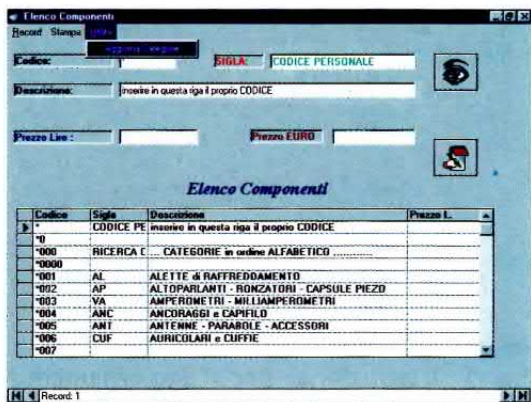 Elenco Componenti
Record Stampa Utility
Aggiorna Categorie
Codice: * SIGLA: CODICE PERSONALE
Descrizione: inserire in questa riga il proprio CODICE
Prezzo Lire : Prezzo EURO
Elenco Componenti
Codice Sigla Descrizione Prezzo L.
* CODICE PE inserire in questa riga il proprio CODICE
*0
*000 RICERCA C ... CATEGORIE in ordine ALFABETICO ............
*0000
*001 AL ALETTE di RAFFREDDAMENTO
*002 AP ALTOPARLANTI - RONZATORI - CAPSULE PIEZO
*003 VA AMPEROMETRI - MILLIAMPEROMETRI
*004 ANC ANCORAGGI e CAPIFILO
*005 ANT ANTENNE - PARABOLE - ACCESSORI
*006 CUF AURICOLARI e CUFFIE
*007
Record: 1